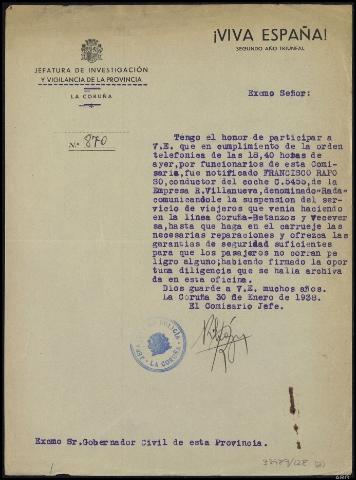 ¡VIVA ESPAÑA!
SEGUNDO AÑO TRIUNFAL
JEFATURA DE INVESTIGACIÓN
Y VIGILANCIA DE LA PROVINCIA
LA CORUÑA
Excmo Señor:
N.º 870
Tengo el honor de participar a
V.E. que en cumplimiento de la orden
telefonica de las 18,40 horas de
ayer, por funcionarios de esta Comi-
saria, fue notificado FRANCISCO RAPO
SO, conductor del coche C.5455, de la
Empresa R.Villanueva, denominado "Rada"
comunicandole la suspension del ser-
vicio de viajeros que venia haciendo
en la linea Coruña-Betanzos y Vecever
sa, hasta que haga en el carruaje las
necesarias reparaciones y ofrezca las
garantias de seguridad suficientes
para que los pasajeros no corran pe
ligro alguno; habiendo firmado la opor
tuna diligencia que se halla archiva
da en esta oficina.
Dios guarde a V.E. muchos años.
La Coruña 30 de Enero de 1938.
El Comisario Jefe.
LA CORUÑA
Excmo Sr.Gobernador Civil de esta Provincia.